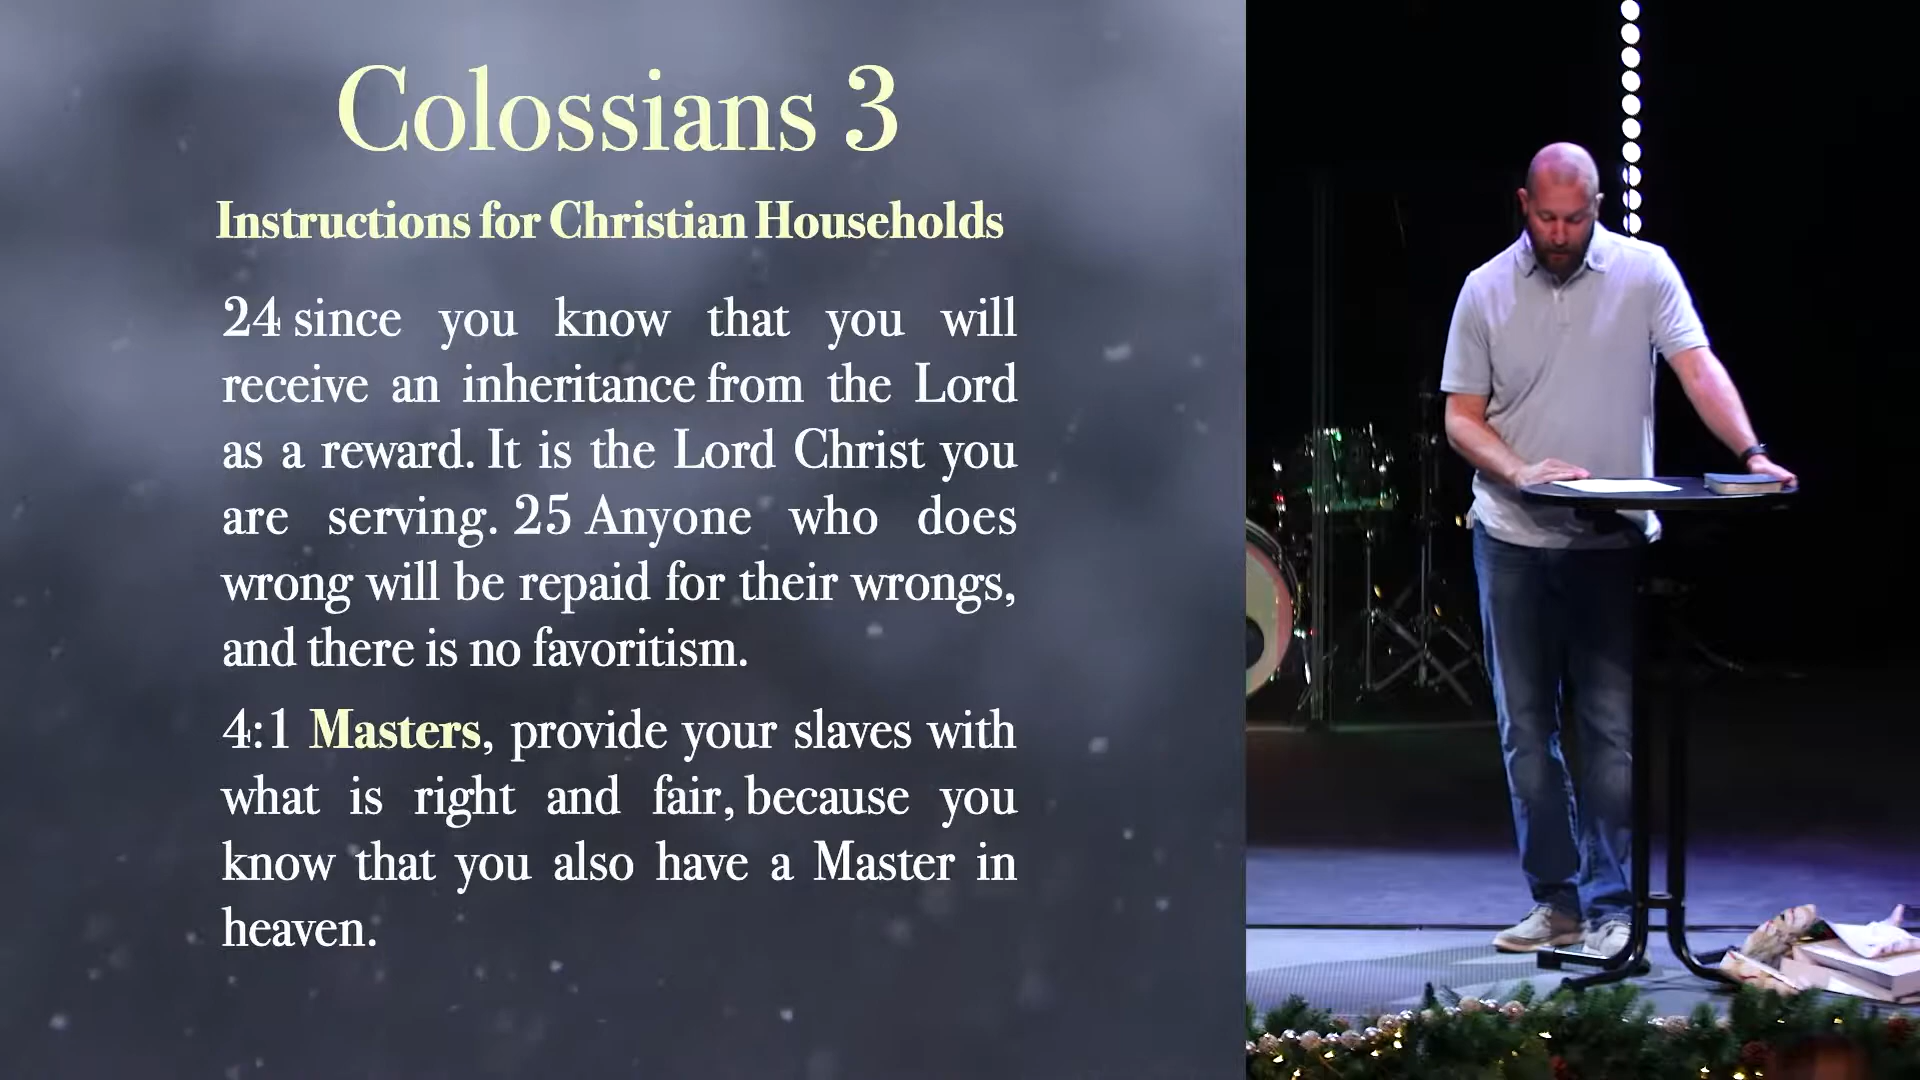 Colossians 3
Instructions for Christian Households
24 since you know that you will
receive an inheritance from the Lord
as a reward. It is the Lord Christ you
are serving. 25 Anyone who does
wrong will be repaid for their wrongs,
and there is no favoritism.
4:1 Masters, provide your slaves with
what is right and fair, because you
know that you also have a Master in
heaven.